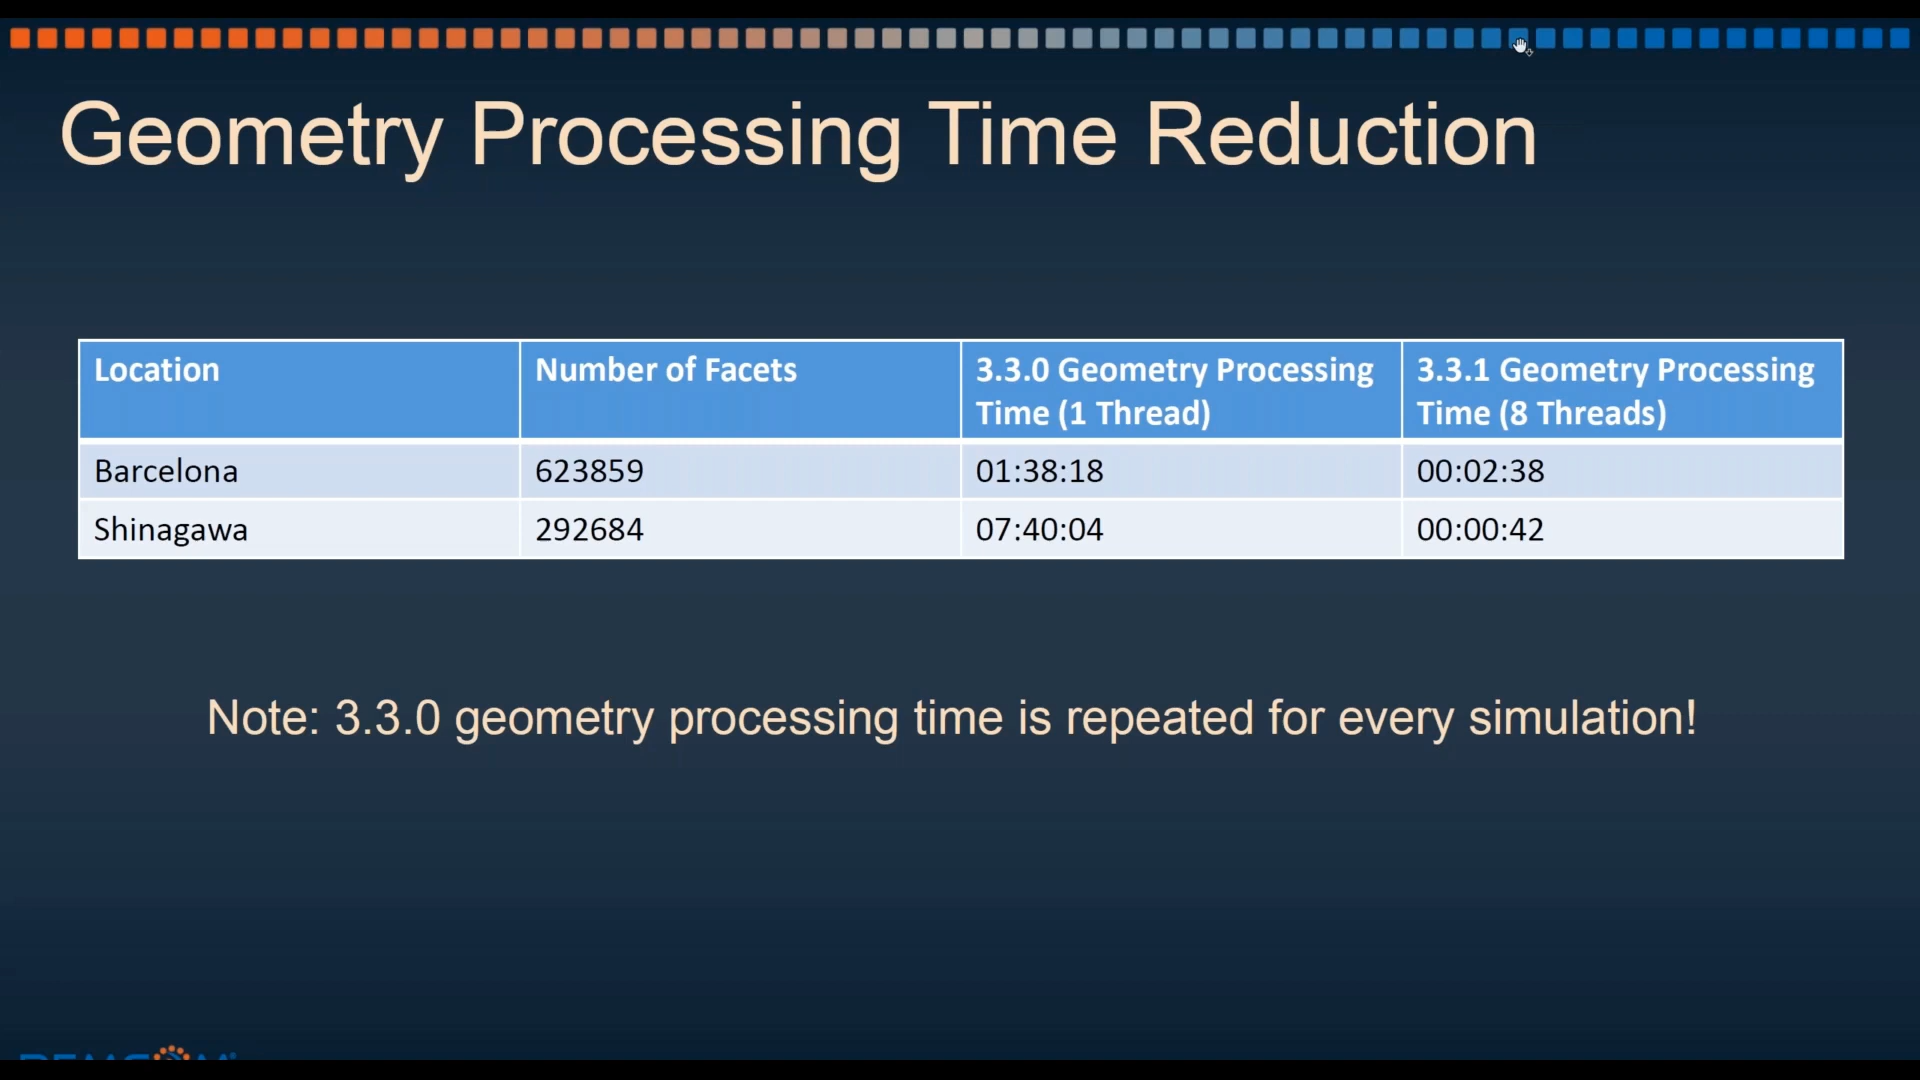 Geometry Processing Time Reduction
Location Number of Facets 3.3.0 Geometry Processing Time (1 Thread) 3.3.1 Geometry Processing Time (8 Threads)
Barcelona 623859 01:38:18 00:02:38
Shinagawa 292684 07:40:04 00:00:42
Note: 3.3.0 geometry processing time is repeated for every simulation!